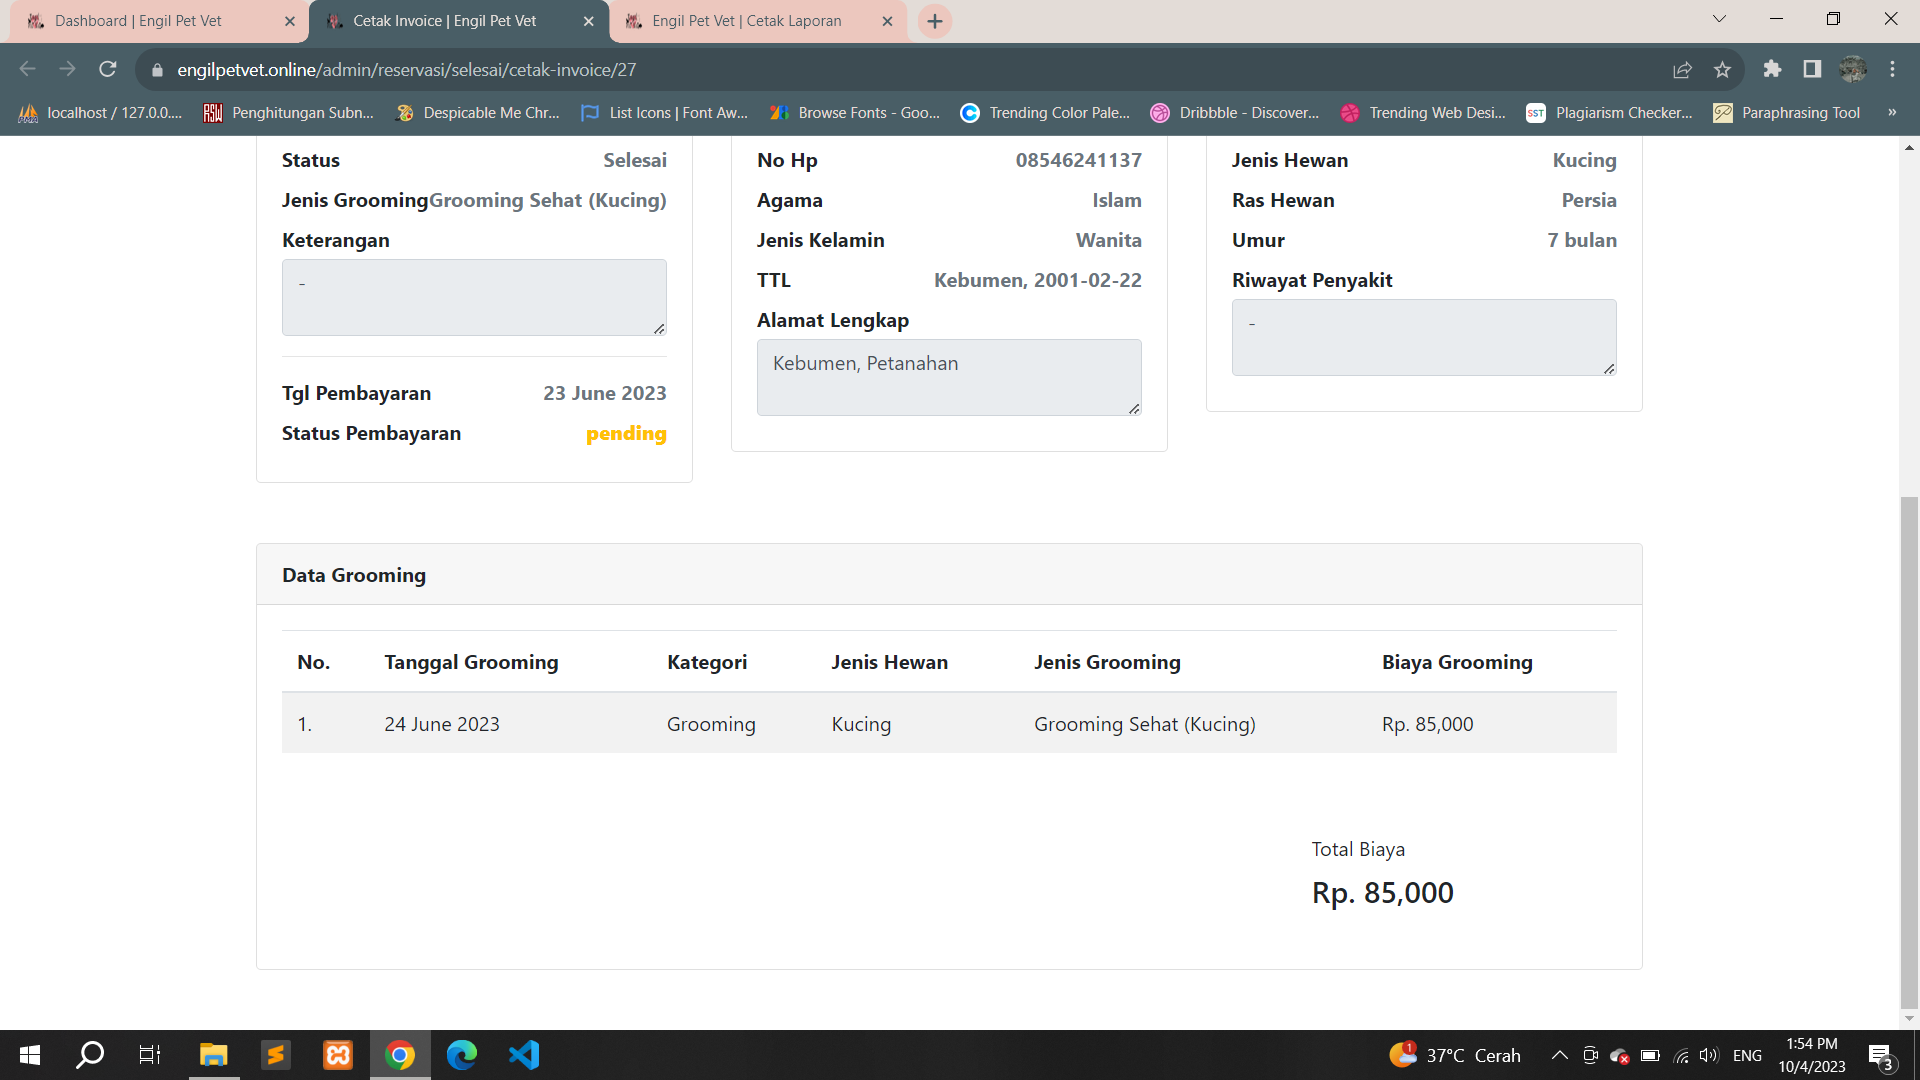 Dashboard | Engil Pet Vet
Cetak Invoice | Engil Pet Vet
Engil Pet Vet | Cetak Laporan
engilpetvet.online/admin/reservasi/selesai/cetak-invoice/27
localhost / 127.0.0....
RSW
Penghitungan Subn...
Despicable Me Chr...
List Icons | Font Aw...
Browse Fonts - Goo...
Trending Color Pale...
Dribbble - Discover...
Trending Web Desi...
SST
Plagiarism Checker...
Paraphrasing Tool
»
Status Selesai
Jenis Grooming Grooming Sehat (Kucing)
Keterangan
-
Tgl Pembayaran 23 June 2023
Status Pembayaran pending
No Hp 08546241137
Agama Islam
Jenis Kelamin Wanita
TTL Kebumen, 2001-02-22
Alamat Lengkap
Kebumen, Petanahan
Jenis Hewan Kucing
Ras Hewan Persia
Umur 7 bulan
Riwayat Penyakit
-
Data Grooming
No. Tanggal Grooming Kategori Jenis Hewan Jenis Grooming Biaya Grooming
1. 24 June 2023 Grooming Kucing Grooming Sehat (Kucing) Rp. 85,000
Total Biaya
Rp. 85,000
1
37°C Cerah
ENG
1:54 PM
10/4/2023
3